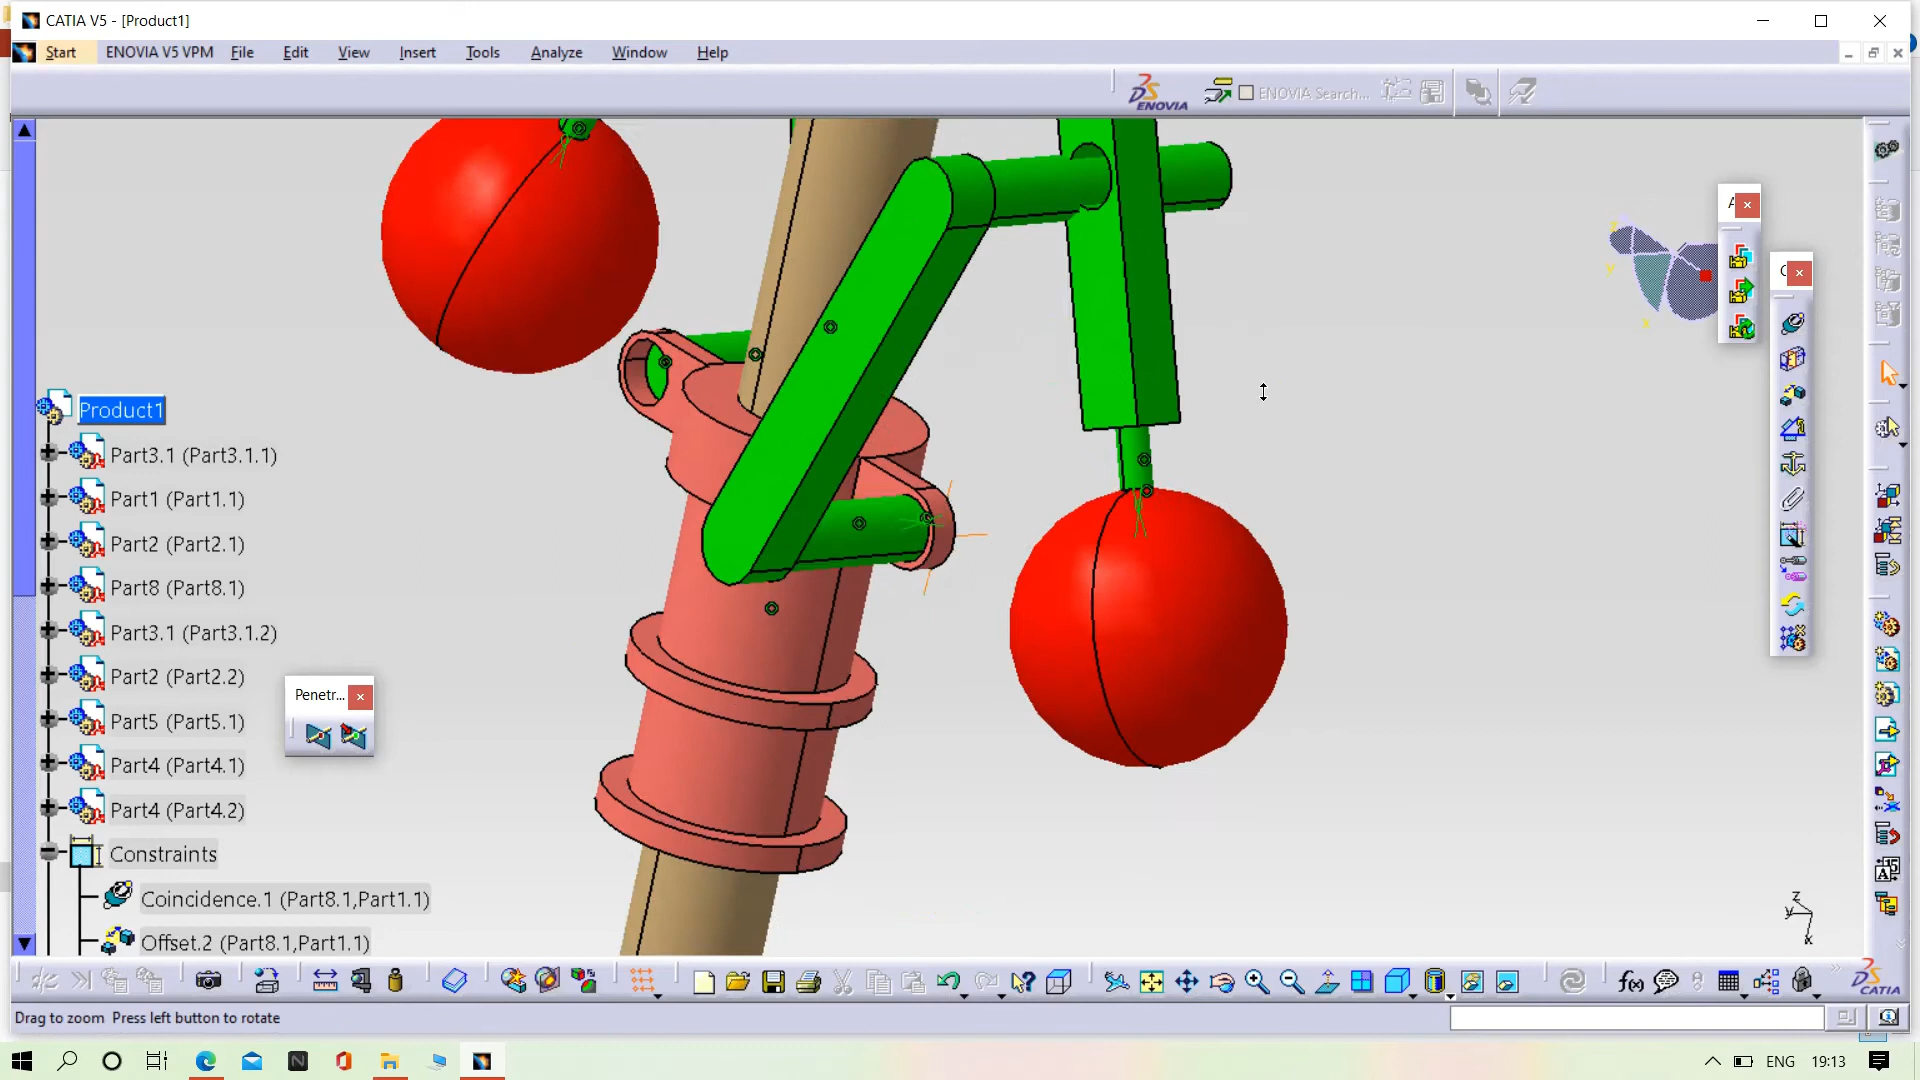 CATIA V5 - [Product1]
Start ENOVIA V5 VPM File Edit View Insert Tools Analyze Window Help
DS ENOVIA ENOVIA Search...
Product1
Part3.1 (Part3.1.1)
Part1 (Part1.1)
Part2 (Part2.1)
Part8 (Part8.1)
Part3.1 (Part3.1.2)
Part2 (Part2.2)
Penetr...
Part5 (Part5.1)
Part4 (Part4.1)
Part4 (Part4.2)
Constraints
Coincidence.1 (Part8.1,Part1.1)
Offset.2 (Part8.1,Part1.1)
z
y
x
f(x)
DS CATIA
Drag to zoom Press left button to rotate
ENG 19:13